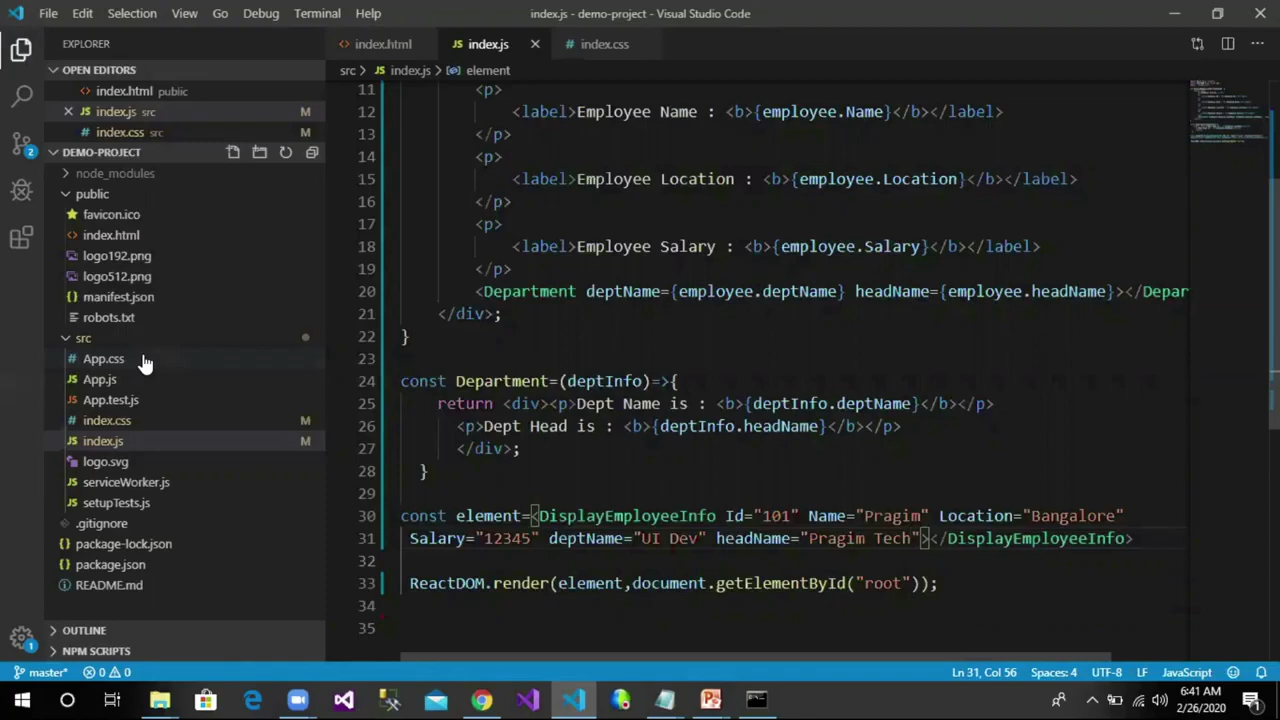 File Edit Selection View Go Debug Terminal Help index.js - demo-project - Visual Studio Code
EXPLORER
OPEN EDITORS
index.html public
index.js src M
index.css src M
DEMO-PROJECT
node_modules
public
favicon.ico
index.html
logo192.png
logo512.png
manifest.json
robots.txt
src
App.css
App.js
App.test.js
index.css M
index.js M
logo.svg
serviceWorker.js
setupTests.js
.gitignore
package-lock.json
package.json
README.md
OUTLINE
NPM SCRIPTS
2
1
index.html index.js index.css
src > index.js > element
11 <p>
12 <label>Employee Name : <b>{employee.Name}</b><label>
13 </p>
14 <p>
15 <label>Employee Location : <b>{employee.Location}</b></label>
16 </p>
17 <p>
18 <label>Employee Salary : <b>{employee.Salary}</b></label>
19 </p>
20 <Department deptName={employee.deptName} headName={employee.headName}></Depar
21 </div>;
22 }
23
24 const Department=(deptInfo)=>{
25 return <div><p>Dept Name is : <b>{deptInfo.deptName}</b></p>
26 <p>Dept Head is : <b>{deptInfo.headName}</b></p>
27 </div>;
28 }
29
30 const element=<DisplayEmployeeInfo Id="101" Name="Pragim" Location="Bangalore"
31 Salary="12345" deptName="UI Dev" headName="Pragim Tech"></DisplayEmployeeInfo>
32
33 ReactDOM.render(element,document.getElementById("root"));
34
35
master* 0 0 Ln 31, Col 56 Spaces: 4 UTF-8 LF JavaScript 1
6:41 AM
2/26/2020
1